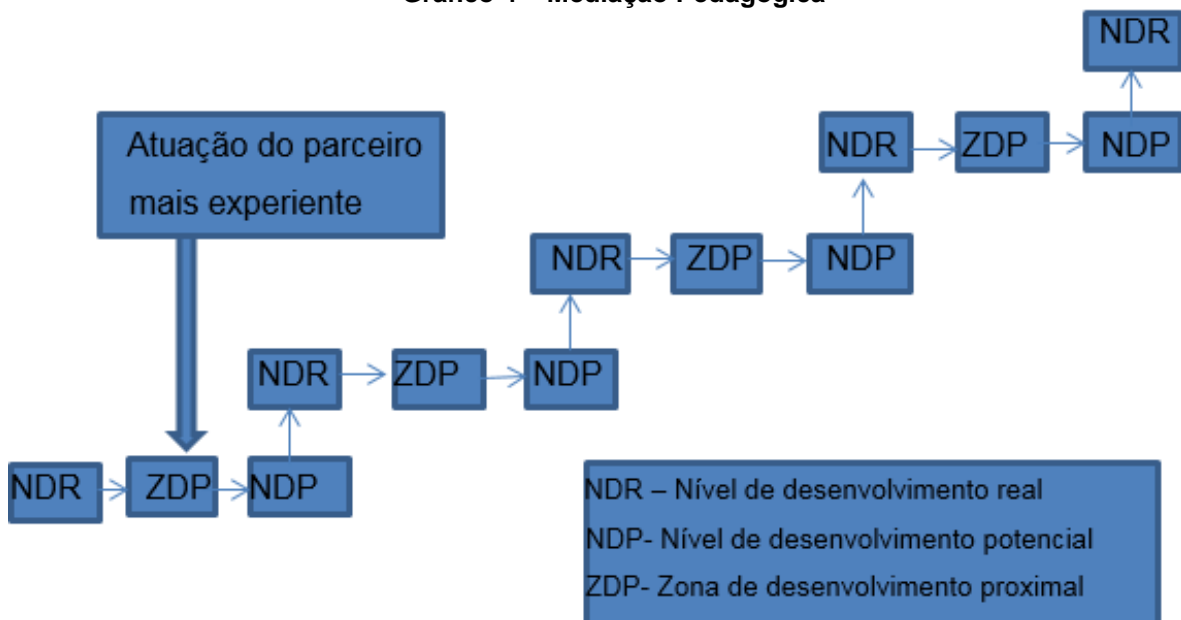 NDR
NDR ZDP NDP
Atuação do parceiro
mais experiente
NDR ZDP NDP
NDR ZDP NDP
NDR ZDP NDP
NDR – Nível de desenvolvimento real
NDP- Nível de desenvolvimento potencial
ZDP- Zona de desenvolvimento proximal